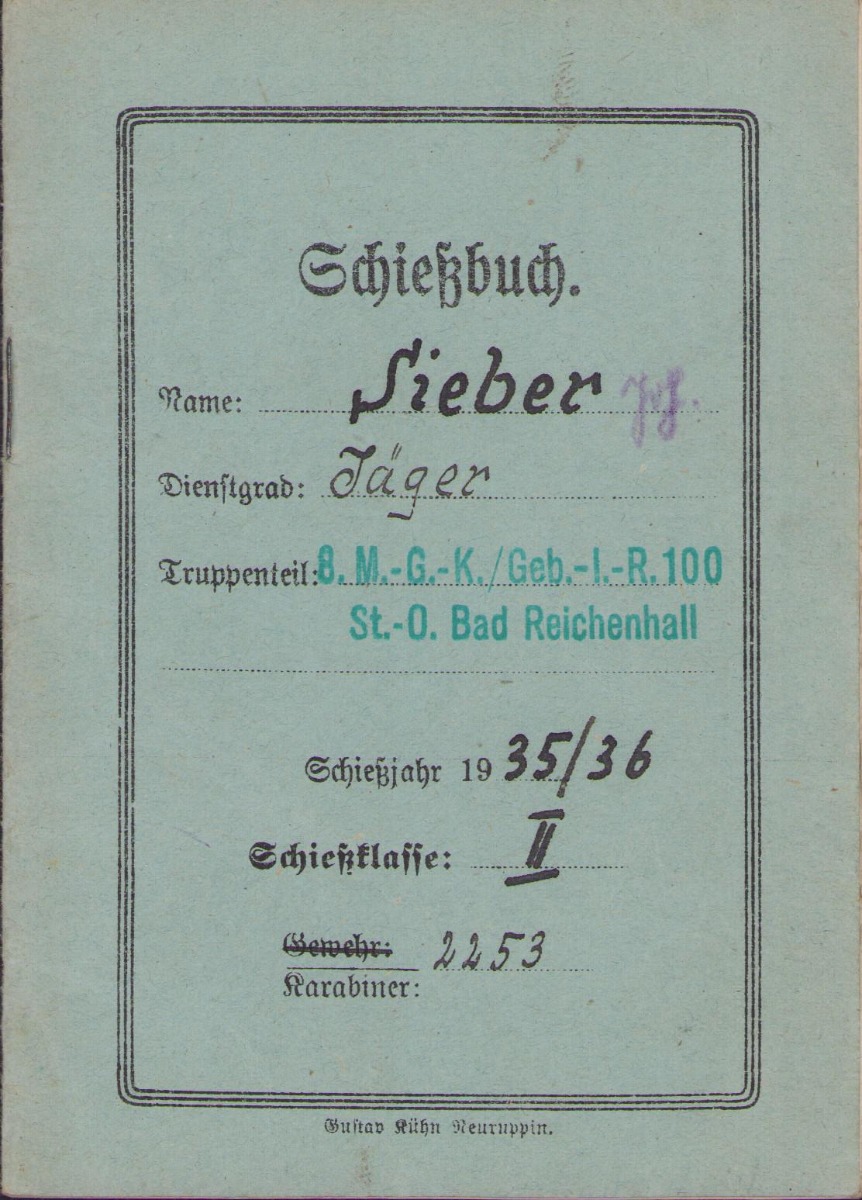 Schießbuch.
Name: Sieber
Dienstgrad: Jäger
Truppenteil: 8. M.-G.-K./Geb.-I.-R. 100
St.-O. Bad Reichenhall
Schießjahr 1935/36
Schießklasse: II
Gewehr: 2253
Karabiner:
Gustav Kühn Neuruppin.